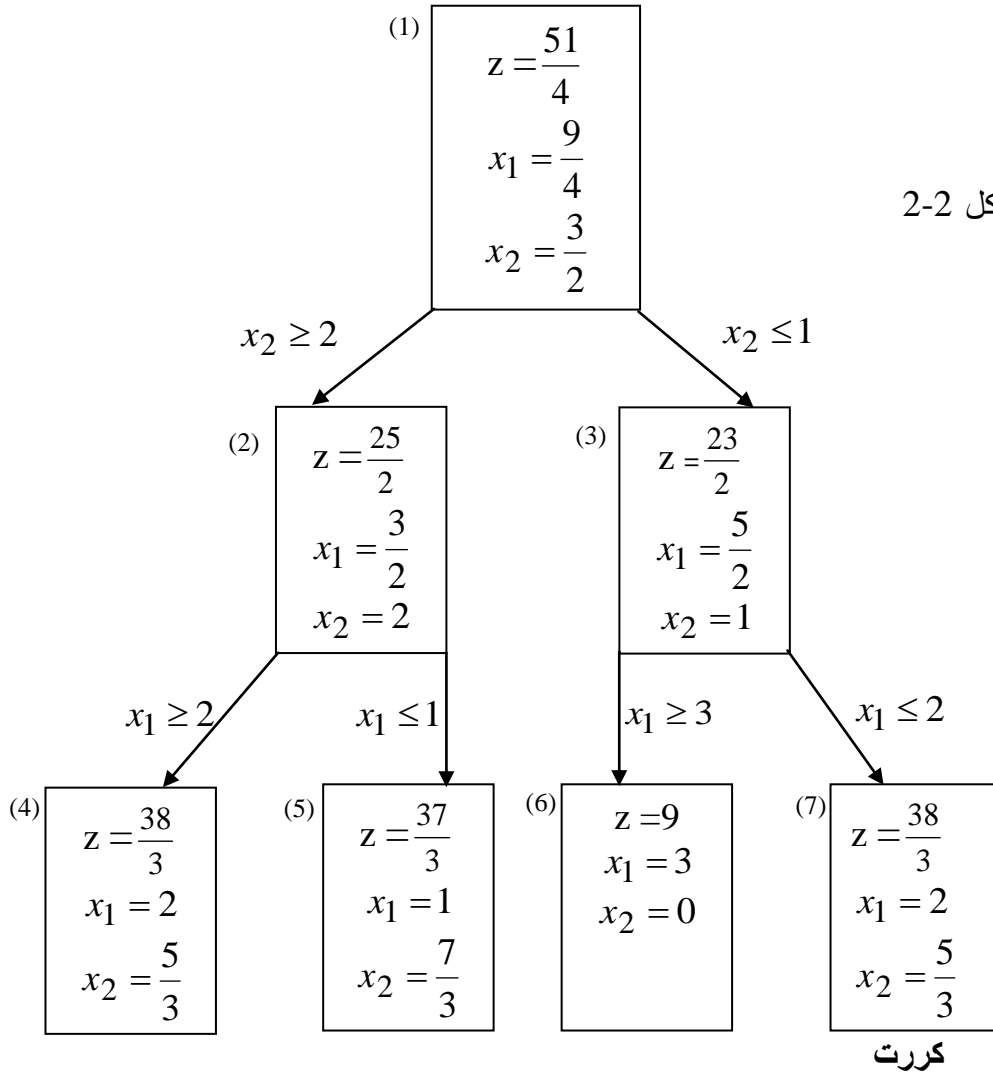 (1)
z = 51/4
x₁ = 9/4
x₂ = 3/2
2-2
x₂ ≥ 2
x₂ ≤ 1
(2)
z = 25/2
x₁ = 3/2
x₂ = 2
(3)
z = 23/2
x₁ = 5/2
x₂ = 1
x₁ ≥ 2
x₁ ≤ 1
x₁ ≥ 3
x₁ ≤ 2
(4)
z = 38/3
x₁ = 2
x₂ = 5/3
(5)
z = 37/3
x₁ = 1
x₂ = 7/3
(6)
z = 9
x₁ = 3
x₂ = 0
(7)
z = 38/3
x₁ = 2
x₂ = 5/3
كررت